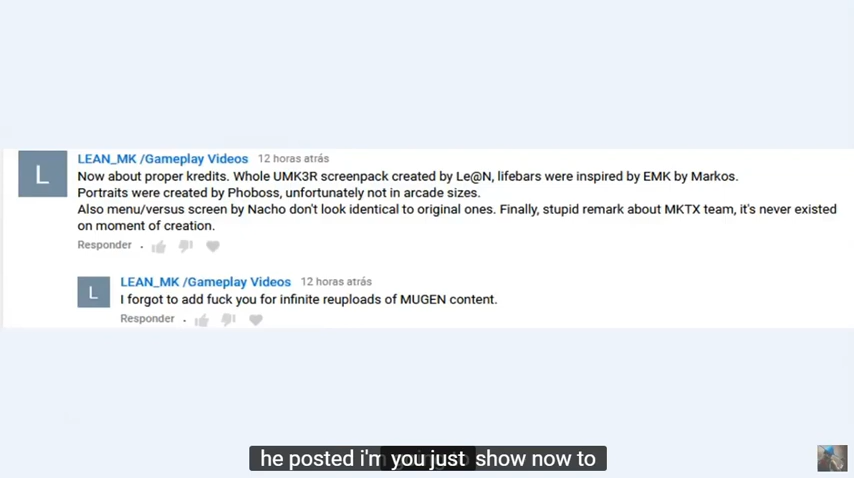 L
LEAN_MK /Gameplay Videos 12 horas atrás
Now about proper kredits. Whole UMK3R screenpack created by Le@N, lifebars were inspired by EMK by Markos.
Portraits were created by Phoboss, unfortunately not in arcade sizes.
Also menu/versus screen by Nacho don't look identical to original ones. Finally, stupid remark about MKTX team, it's never existed
on moment of creation.
Responder .
L
LEAN_MK /Gameplay Videos 12 horas atrás
I forgot to add fuck you for infinite reuploads of MUGEN content.
Responder .
he posted i'm you just show now to